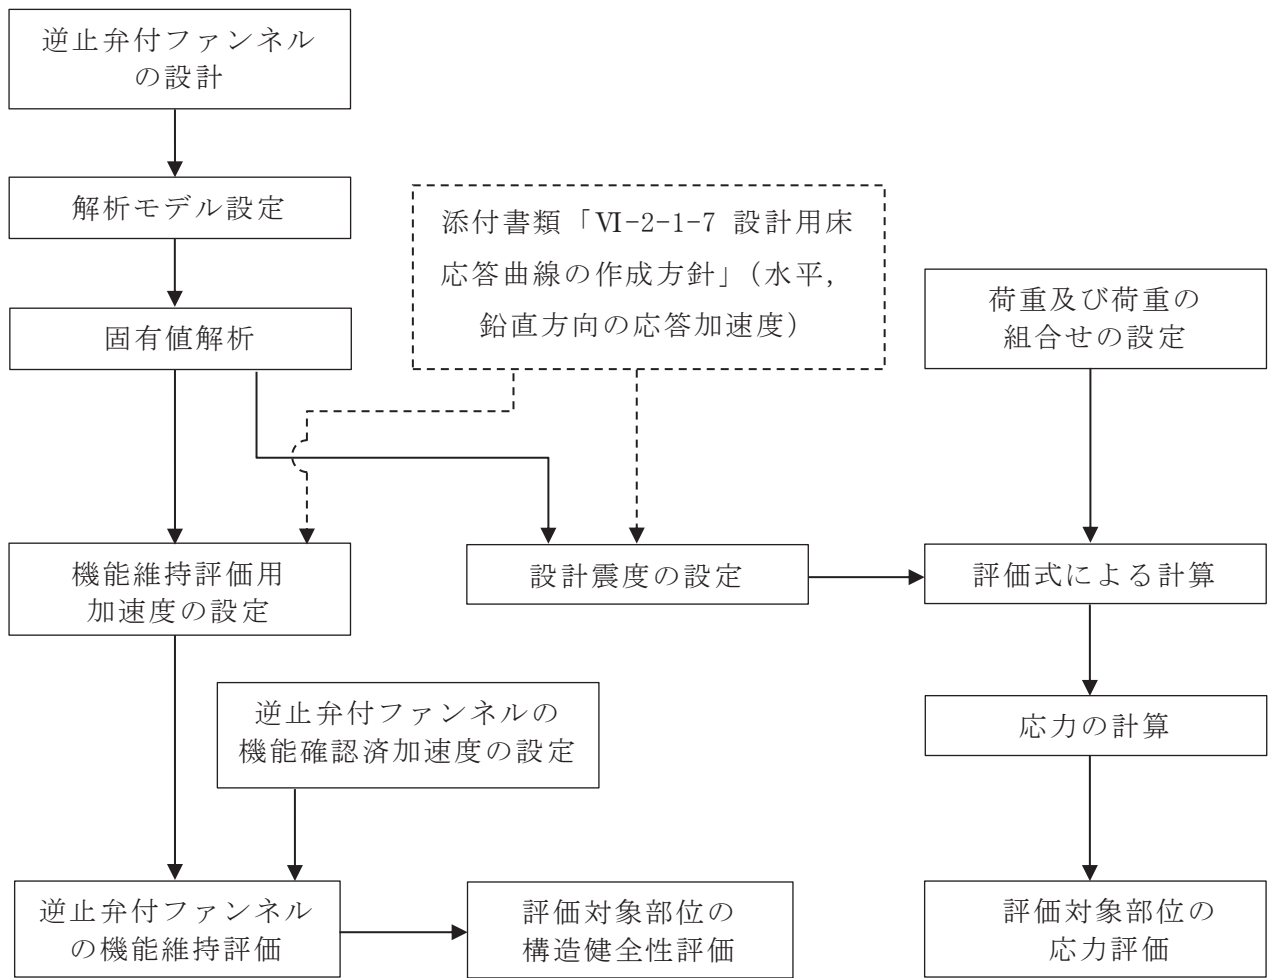 逆止弁付ファンネル
の設計
解析モデル設定
添付書類「Ⅵ-2-1-7 設計用床
応答曲線の作成方針」(水平,
鉛直方向の応答加速度)
荷重及び荷重の
組合せの設定
固有値解析
機能維持評価用
加速度の設定
設計震度の設定
評価式による計算
逆止弁付ファンネルの
機能確認済加速度の設定
応力の計算
逆止弁付ファンネル
の機能維持評価
評価対象部位の
構造健全性評価
評価対象部位の
応力評価